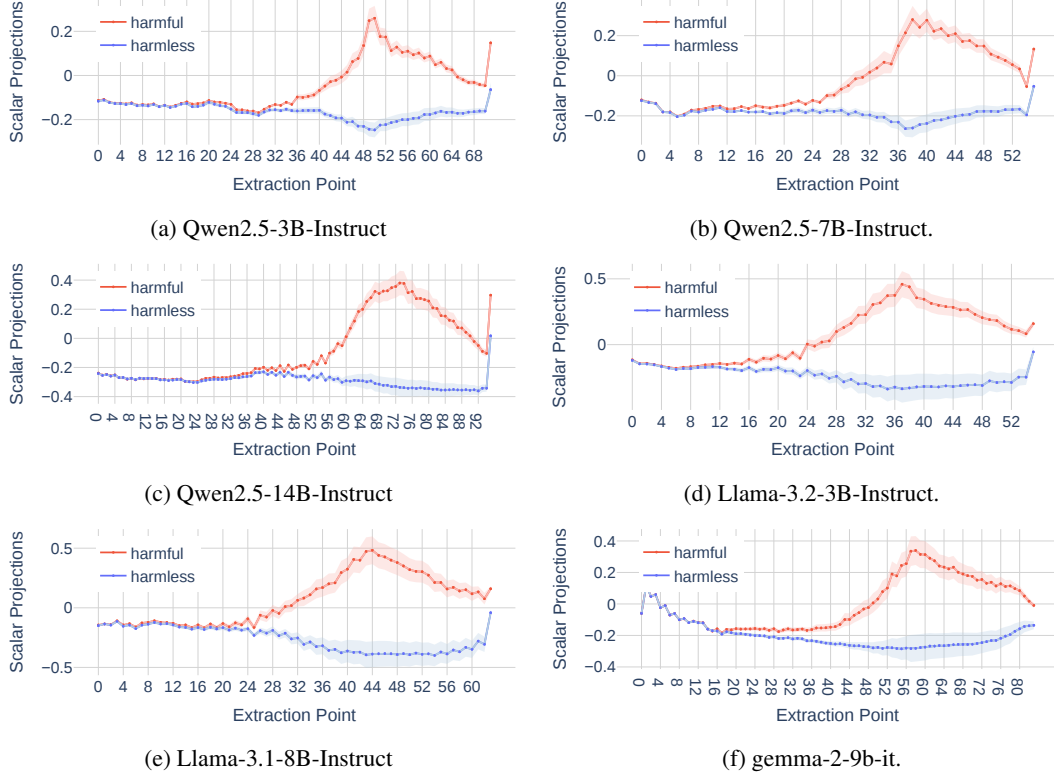 harmful
harmless
0.2
0
−0.2
Scalar Projections
0 4 8 12 16 20 24 28 32 36 40 44 48 52 56 60 64 68
Extraction Point
(a) Qwen2.5-3B-Instruct
harmful
harmless
0.2
0
−0.2
Scalar Projections
0 4 8 12 16 20 24 28 32 36 40 44 48 52
Extraction Point
(b) Qwen2.5-7B-Instruct.
harmful
harmless
0.4
0.2
0
−0.2
−0.4
Scalar Projections
0 4 8 12 16 20 24 28 32 36 40 44 48 52 56 60 64 68 72 76 80 84 88 92
Extraction Point
(c) Qwen2.5-14B-Instruct
harmful
harmless
0.5
0
Scalar Projections
0 4 8 12 16 20 24 28 32 36 40 44 48 52
Extraction Point
(d) Llama-3.2-3B-Instruct.
harmful
harmless
0.5
0
−0.5
Scalar Projections
0 4 8 12 16 20 24 28 32 36 40 44 48 52 56 60
Extraction Point
(e) Llama-3.1-8B-Instruct
harmful
harmless
0.4
0.2
0
−0.2
−0.4
Scalar Projections
0 4 8 12 16 20 24 28 32 36 40 44 48 52 56 60 64 68 72 76 80
Extraction Point
(f) gemma-2-9b-it.